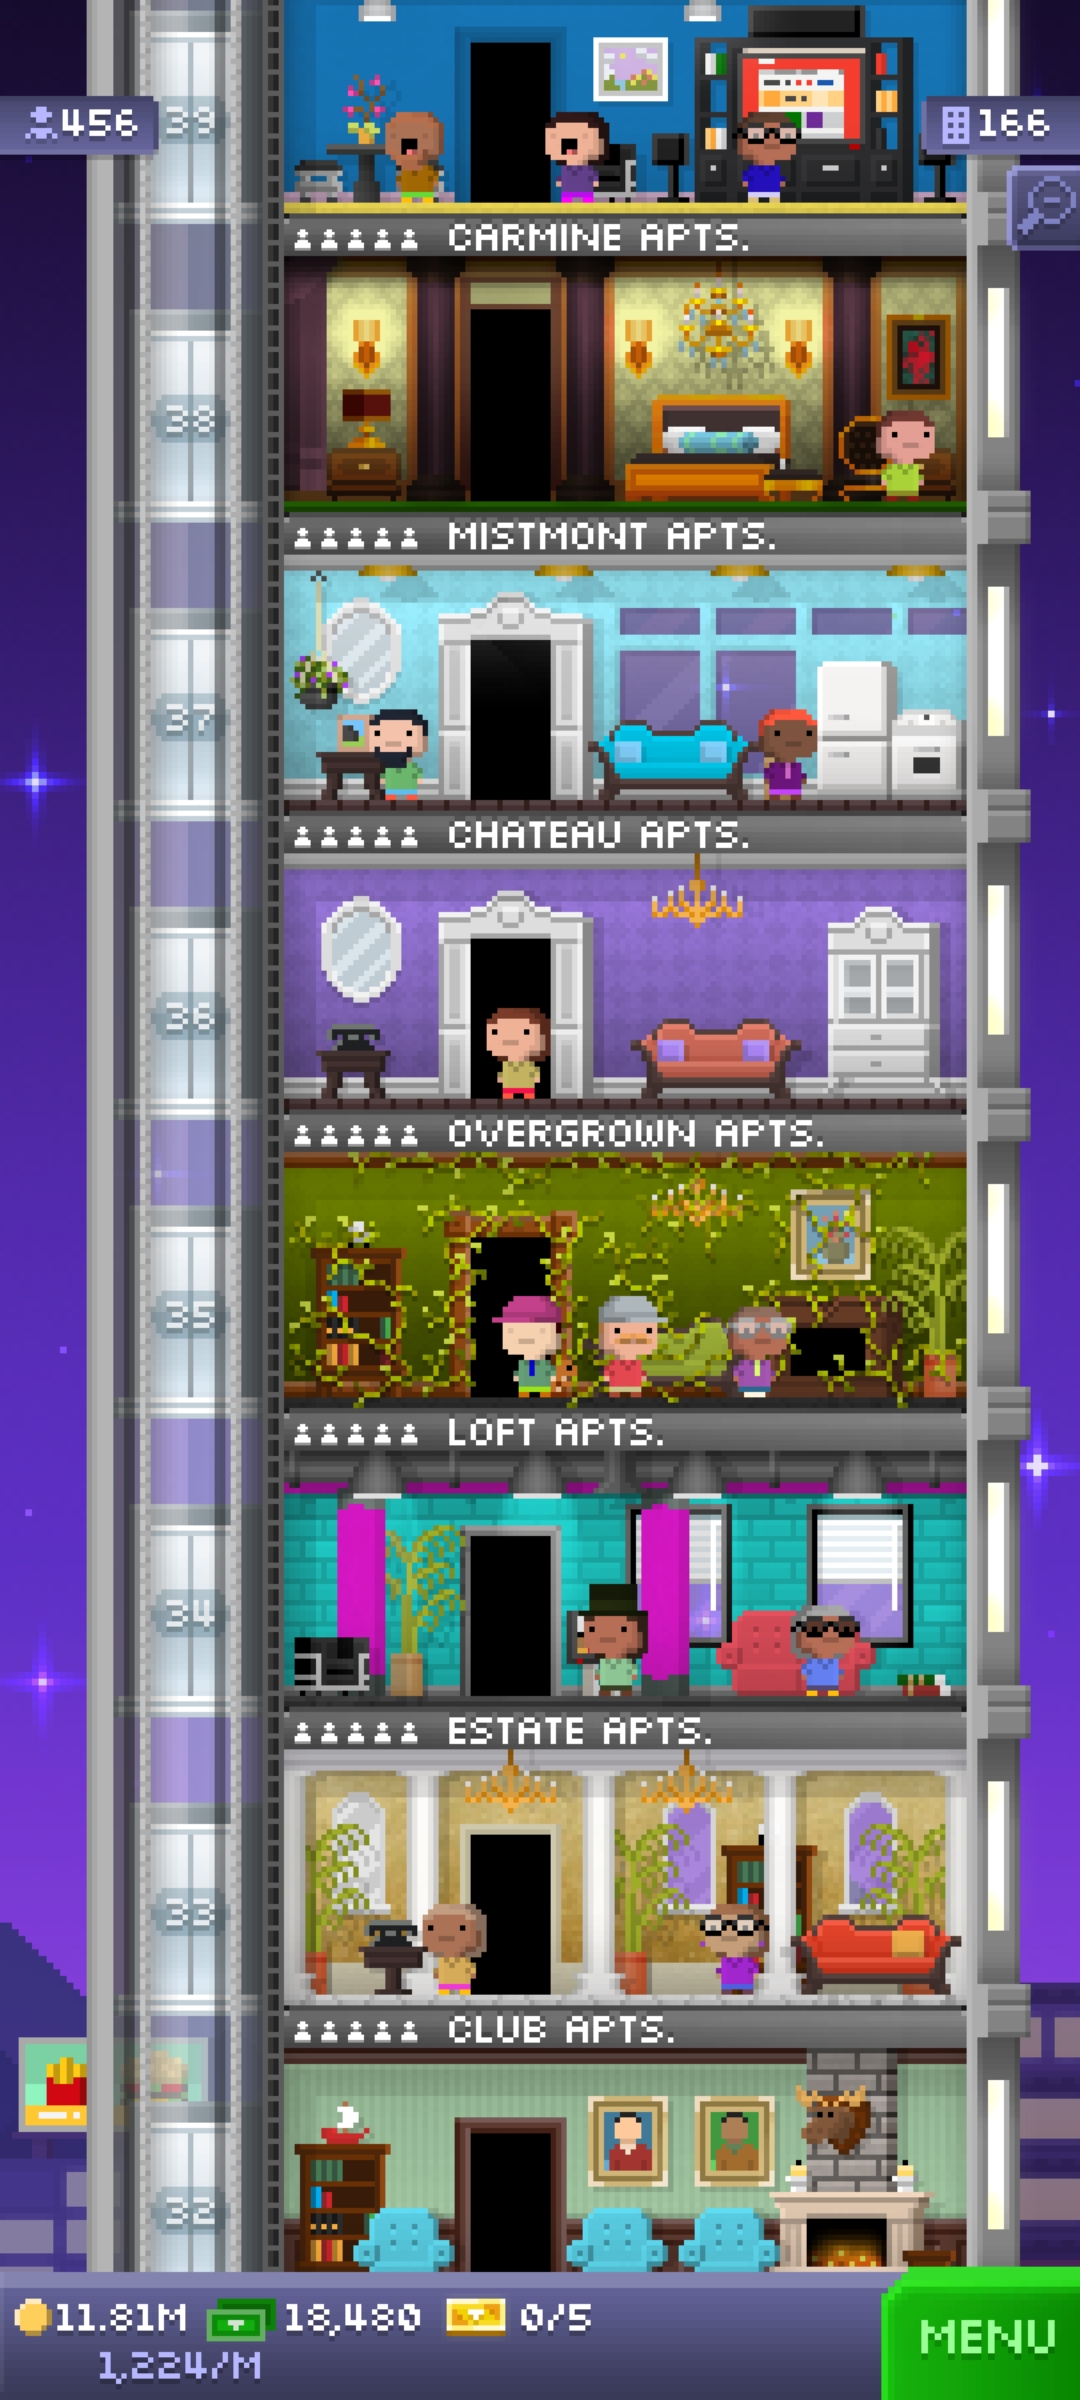 456
39
166
CARMINE APTS.
38
MISTMONT APTS.
37
CHATEAU APTS.
36
OVERGROWN APTS.
35
LOFT APTS.
34
ESTATE APTS.
33
CLUB APTS.
32
11.81M 18,480 0/5
1,224/M
MENU